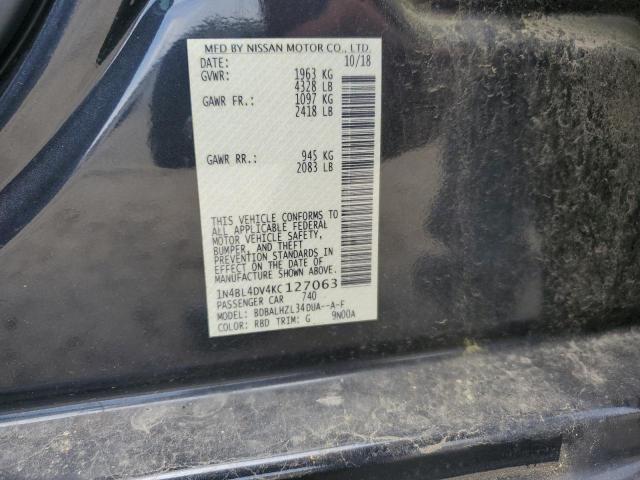 MFD BY NISSAN MOTOR CO., LTD.
DATE: 10/18
GVWR: 1963 KG
4328 LB
GAWR FR.: 1097 KG
2418 LB
GAWR RR.: 945 KG
2083 LB
THIS VEHICLE CONFORMS TO
ALL APPLICABLE FEDERAL
MOTOR VEHICLE SAFETY,
BUMPER, AND THEFT
PREVENTION STANDARDS IN
EFFECT ON THE DATE OF
MANUFACTURE SHOWN ABOVE.
1N4BL4DV4KC127063
PASSENGER CAR 740
MODEL: BDBALHZL34DUA--A-F
COLOR: RBD TRIM: G 9N00A